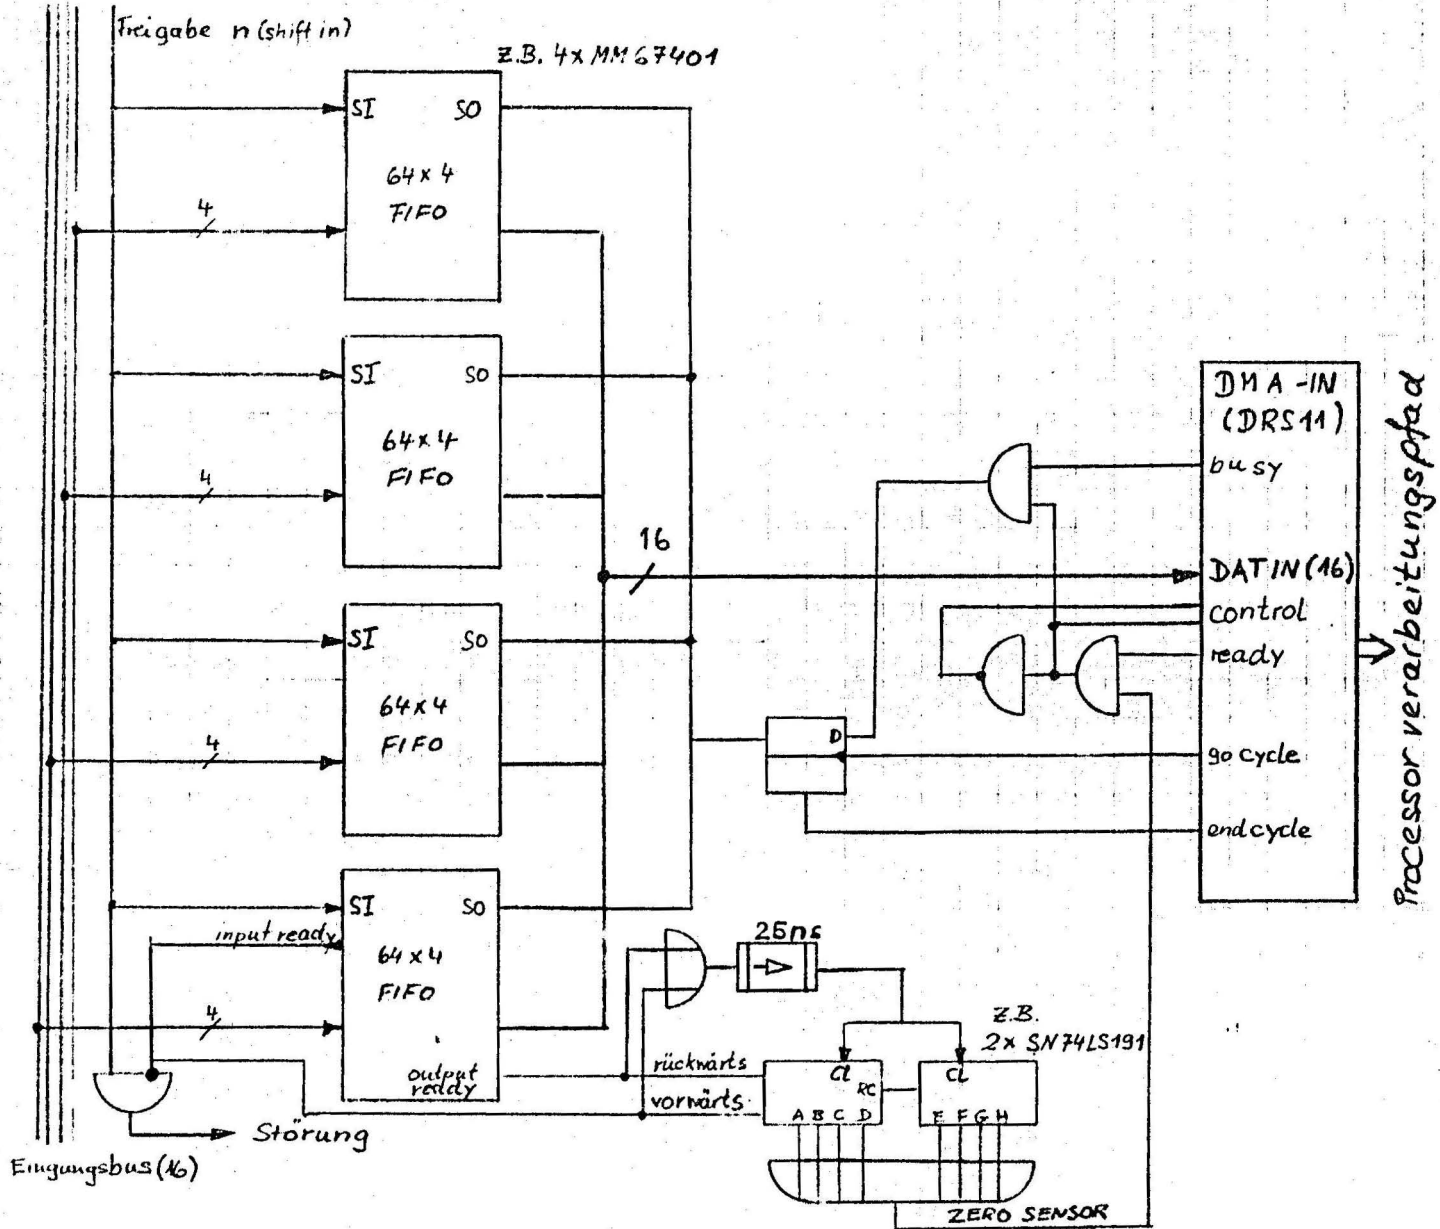 Freigabe n (shift in)
Z.B. 4x MM67401
SI SO
64x4
FIFO
4
SI SO
64x4
FIFO
4
SI SO
64x4
FIFO
4
SI SO
input ready
64x4
FIFO
4
output
ready
Störung
Eingungsbus (16)
16
DMA-IN
(DRS11)
busy
DATIN(16)
control
ready
go cycle
endcycle
Processor verarbeitungspfad
D
25ns
Z.B.
2x SN74LS191
rückwärts
vorwärts
Cl RC
A B C D
Cl
E F G H
ZERO SENSOR